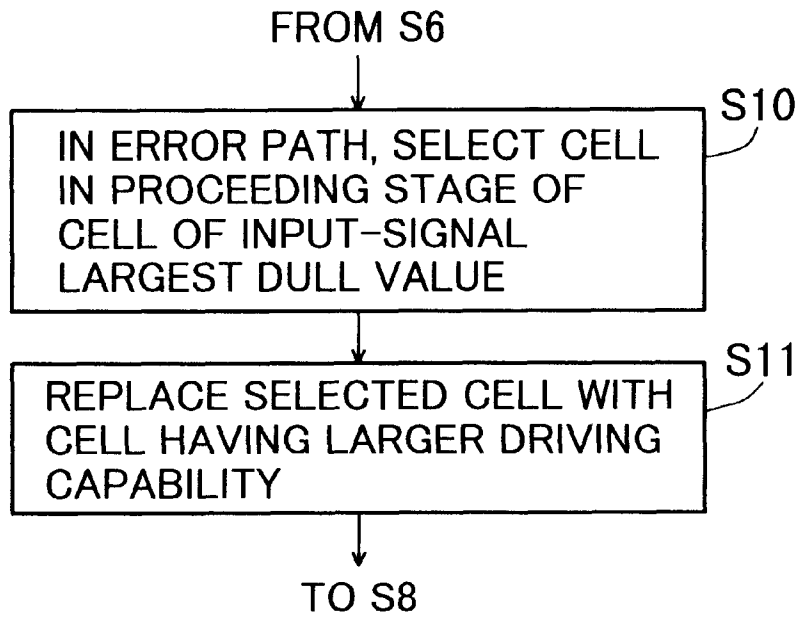 FROM S6
S10
IN ERROR PATH, SELECT CELL
IN PROCEEDING STAGE OF
CELL OF INPUT-SIGNAL
LARGEST DULL VALUE
S11
REPLACE SELECTED CELL WITH
CELL HAVING LARGER DRIVING
CAPABILITY
TO S8